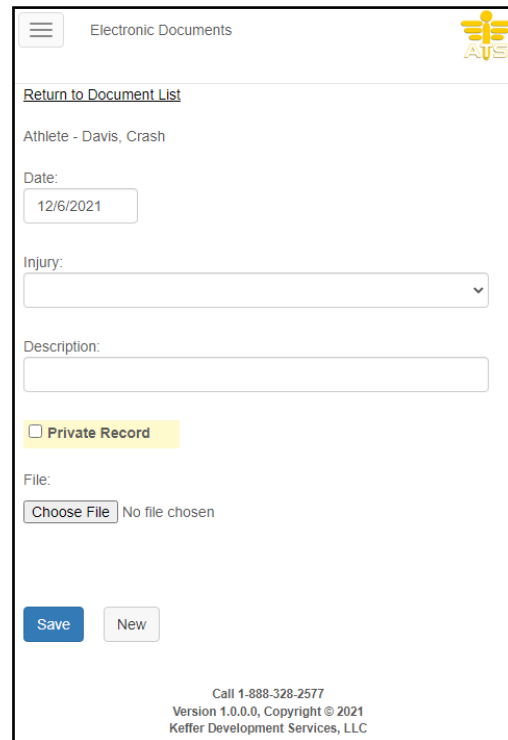 Electronic Documents
ATS
Return to Document List
Athlete - Davis, Crash
Date:
12/6/2021
Injury:
Description:
Private Record
File:
Choose File No file chosen
Save New
Call 1-888-328-2577
Version 1.0.0.0, Copyright © 2021
Keffer Development Services, LLC